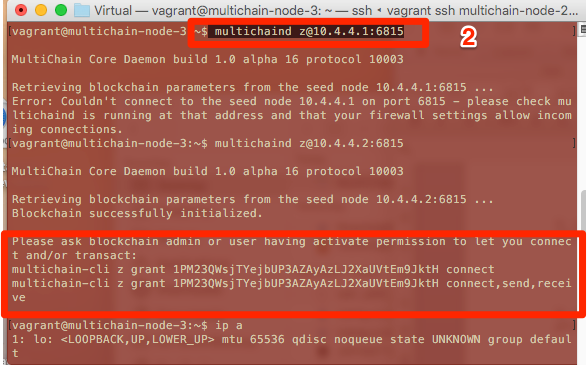 Virtual — vagrant@multichain-node-3: ~ — ssh ◂ vagrant ssh multichain-node-2...
[vagrant@multichain-node-3:~$ multichaind z@10.4.4.1:6815 ]
2
MultiChain Core Daemon build 1.0 alpha 16 protocol 10003
Retrieving blockchain parameters from the seed node 10.4.4.1:6815 ...
Error: Couldn't connect to the seed node 10.4.4.1 on port 6815 - please check mu
ltichaind is running at that address and that your firewall settings allow incom
ing connections.
[vagrant@multichain-node-3:~$ multichaind z@10.4.4.2:6815 ]
MultiChain Core Daemon build 1.0 alpha 16 protocol 10003
Retrieving blockchain parameters from the seed node 10.4.4.2:6815 ...
Blockchain successfully initialized.
Please ask blockchain admin or user having activate permission to let you connec
t and/or transact:
multichain-cli z grant 1PM23QWsjTYejbUP3AZAyAzLJ2XaUVtEm9JktH connect
multichain-cli z grant 1PM23QWsjTYejbUP3AZAyAzLJ2XaUVtEm9JktH connect,send,recei
ve
[vagrant@multichain-node-3:~$ ip a ]
1: lo: <LOOPBACK,UP,LOWER_UP> mtu 65536 qdisc noqueue state UNKNOWN group defaul
t